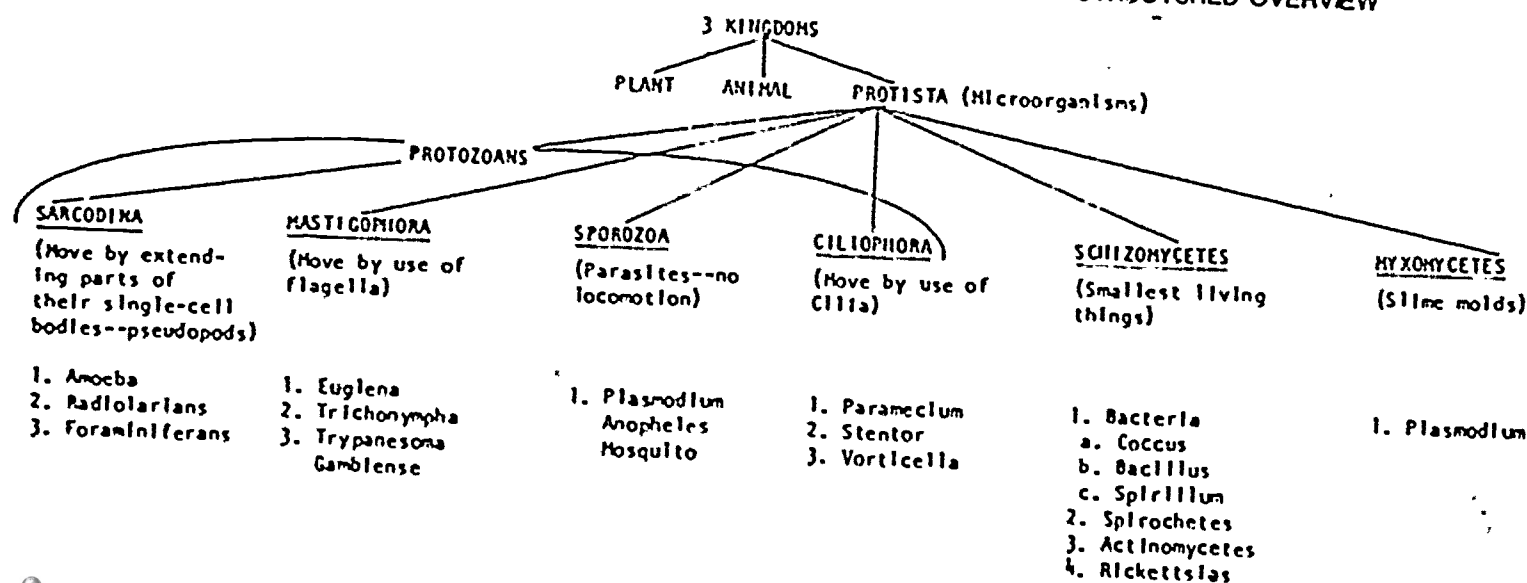 STRUCTURED OVERVIEW
3 KINGDOMS
PLANT ANIMAL PROTISTA (Microorganisms)
PROTOZOANS
SARCODINA
(Move by extend-
ing parts of
their single-cell
bodies--pseudopods)
1. Amoeba
2. Radiolarians
3. Foraminiferans
MASTIGOPHORA
(Move by use of
flagella)
1. Euglena
2. Trichonympha
3. Trypanesoma
Gambiense
SPOROZOA
(Parasites--no
locomotion)
1. Plasmodium
Anopheles
Mosquito
CILIOPHORA
(Move by use of
Cilia)
1. Paramecium
2. Stentor
3. Vorticella
SCHIZOMYCETES
(Smallest living
things)
1. Bacteria
a. Coccus
b. Bacillus
c. Spirillum
2. Spirochetes
3. Actinomycetes
4. Rickettsias
MYXOMYCETES
(Slime molds)
1. Plasmodium